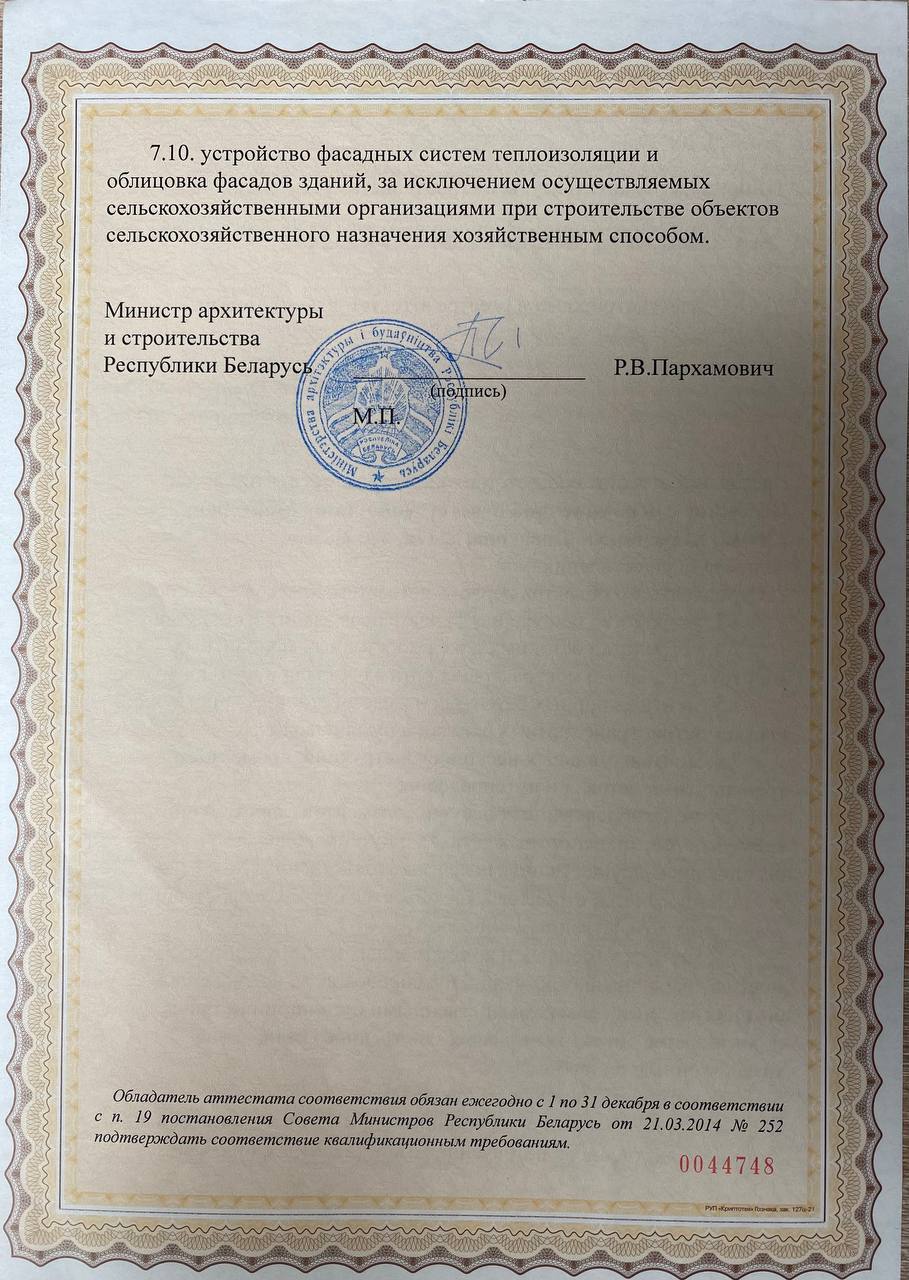 7.10. устройство фасадных систем теплоизоляции и
облицовка фасадов зданий, за исключением осуществляемых
сельскохозяйственными организациями при строительстве объектов
сельскохозяйственного назначения хозяйственным способом.
Министр архитектуры
и строительства
Республики Беларусь
Р.В.Пархамович
(подпись)
М.П.
Міністэрства архітэктуры і будаўніцтва Рэспублікі Беларусь
РЭСПУБЛІКА
БЕЛАРУСЬ
Обладатель аттестата соответствия обязан ежегодно с 1 по 31 декабря в соответствии
с п. 19 постановления Совета Министров Республики Беларусь от 21.03.2014 № 252
подтверждать соответствие квалификационным требованиям.
0044748
РУП «Криптотех» Гознака, зак. 127ц-21